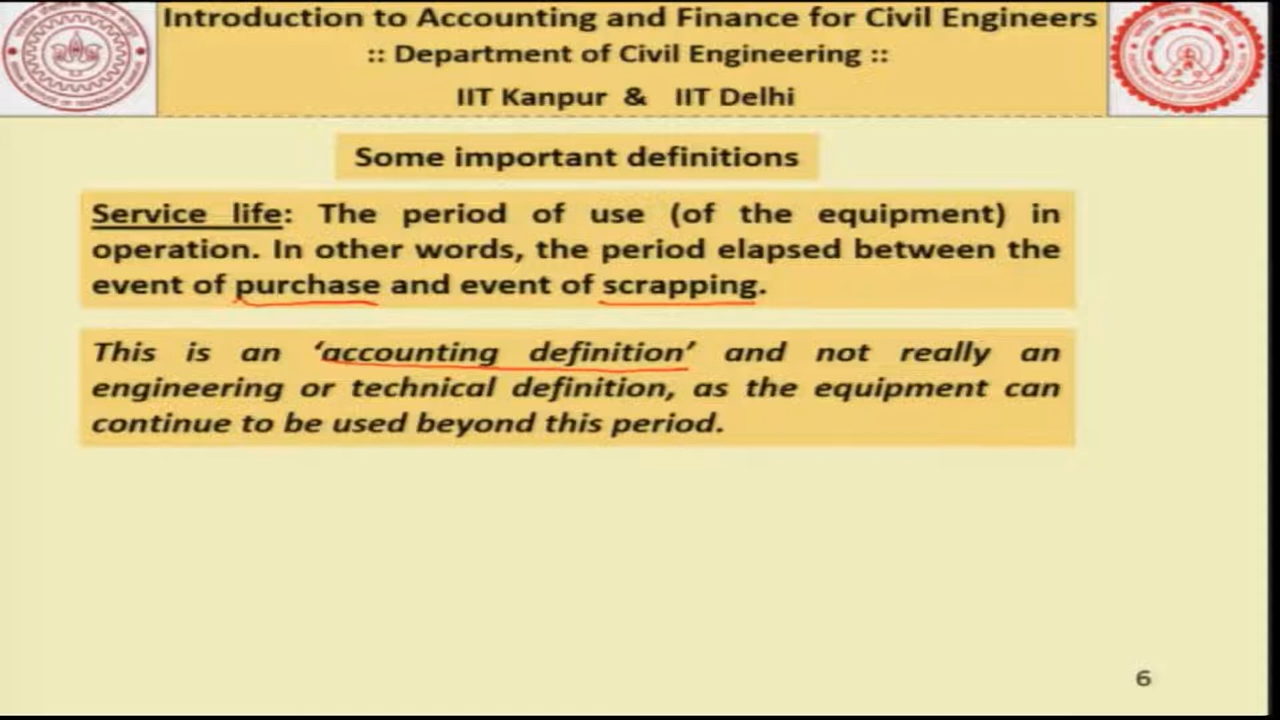 Introduction to Accounting and Finance for Civil Engineers
:: Department of Civil Engineering ::
IIT Kanpur & IIT Delhi
Some important definitions
Service life: The period of use (of the equipment) in
operation. In other words, the period elapsed between the
event of purchase and event of scrapping.
This is an ‘accounting definition’ and not really an
engineering or technical definition, as the equipment can
continue to be used beyond this period.
6